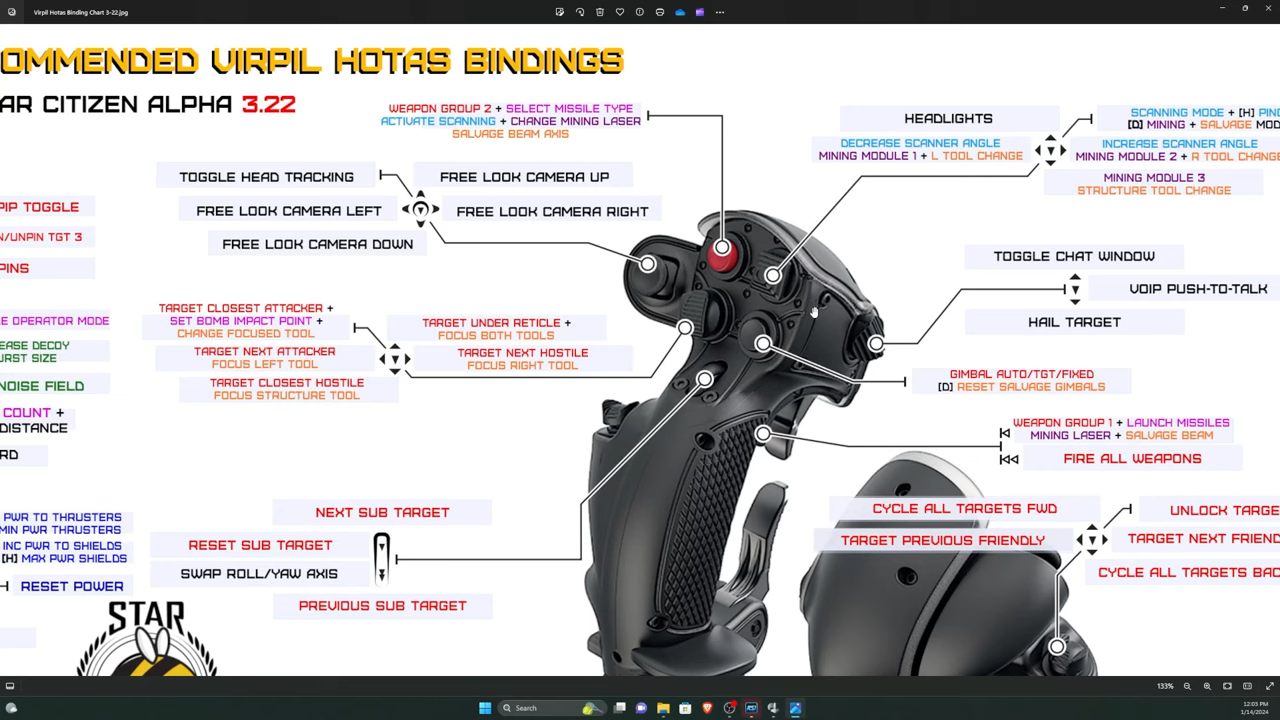 Virpil Hotas Binding Chart 3-22.jpg
OMMENDED VIRPIL HOTAS BINDINGS
AR CITIZEN ALPHA 3.22
WEAPON GROUP 2 + SELECT MISSILE TYPE
ACTIVATE SCANNING + CHANGE MINING LASER
SALVAGE BEAM AXIS
HEADLIGHTS
SCANNING MODE + [H] PIN
[D] MINING + SALVAGE MOD
DECREASE SCANNER ANGLE
MINING MODULE 1 + L TOOL CHANGE
INCREASE SCANNER ANGLE
MINING MODULE 2 + R TOOL CHANGE
MINING MODULE 3
STRUCTURE TOOL CHANGE
TOGGLE HEAD TRACKING
FREE LOOK CAMERA UP
FREE LOOK CAMERA LEFT
FREE LOOK CAMERA RIGHT
FREE LOOK CAMERA DOWN
PIP TOGGLE
N/UNPIN TGT 3
PINS
TOGGLE CHAT WINDOW
VOIP PUSH-TO-TALK
HAIL TARGET
TARGET CLOSEST ATTACKER +
SET BOMB IMPACT POINT +
CHANGE FOCUSED TOOL
TARGET UNDER RETICLE +
FOCUS BOTH TOOLS
TARGET NEXT ATTACKER
FOCUS LEFT TOOL
TARGET NEXT HOSTILE
FOCUS RIGHT TOOL
TARGET CLOSEST HOSTILE
FOCUS STRUCTURE TOOL
LE OPERATOR MODE
EASE DECOY
URST SIZE
NOISE FIELD
COUNT +
DISTANCE
RD
GIMBAL AUTO/TGT/FIXED
[D] RESET SALVAGE GIMBALS
WEAPON GROUP 1 + LAUNCH MISSILES
MINING LASER + SALVAGE BEAM
FIRE ALL WEAPONS
NEXT SUB TARGET
RESET SUB TARGET
SWAP ROLL/YAW AXIS
PREVIOUS SUB TARGET
PWR TO THRUSTERS
MIN PWR THRUSTERS
INC PWR TO SHIELDS
[H] MAX PWR SHIELDS
RESET POWER
CYCLE ALL TARGETS FWD
UNLOCK TARGE
TARGET PREVIOUS FRIENDLY
TARGET NEXT FRIEND
CYCLE ALL TARGETS BAC
STAR
133%
Search
12:03 PM
1/14/2024